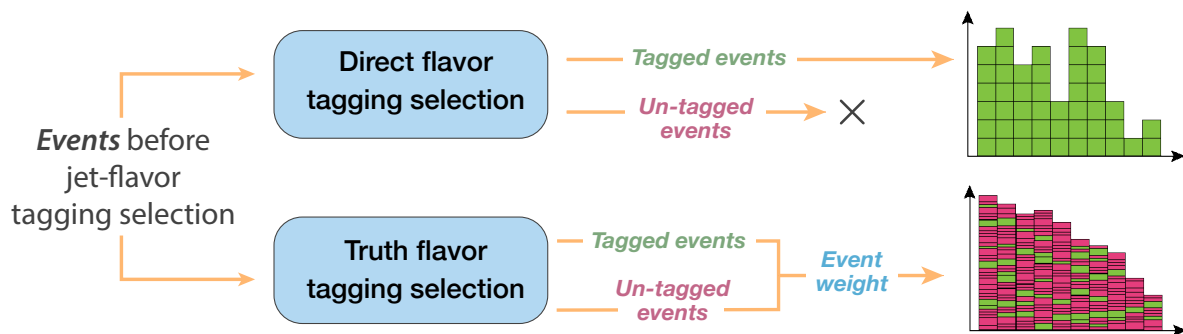 Events before
jet-flavor
tagging selection
Direct flavor
tagging selection
Tagged events
Un-tagged
events
Truth flavor
tagging selection
Tagged events
Un-tagged
events
Event
weight